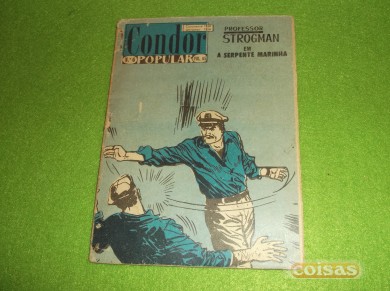 Condor
POPULAR
PROFESSOR
STROGMAN
EM
A SERPENTE MARINHA
coisas